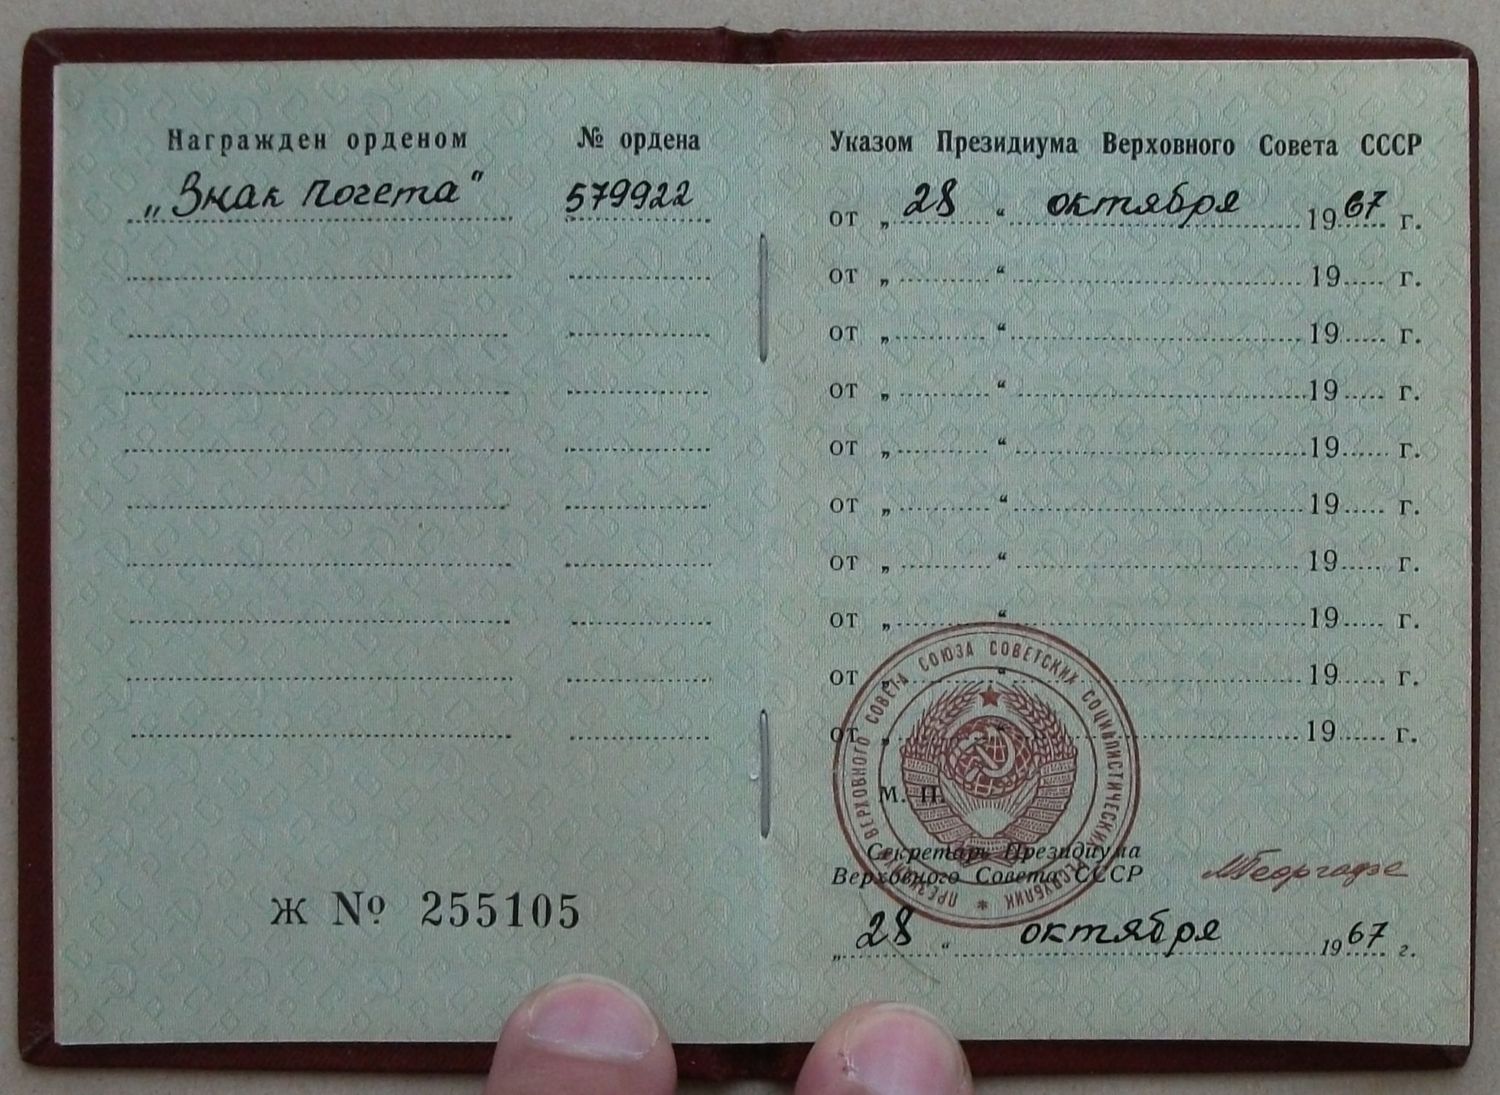 Награжден орденом № ордена
„Знак Почета“ 579922
Ж № 255105
Указом Президиума Верховного Совета СССР
от „28“ октября 1967 г.
от „ “ 19 г.
от „ “ 19 г.
от „ “ 19 г.
от „ “ 19 г.
от „ “ 19 г.
от „ “ 19 г.
от „ “ 19 г.
от „ “ 19 г.
от „ “ 19 г.
М. П.
Секретарь Президиума
Верховного Совета СССР
МГеоргадзе
„28“ октября 1967 г.
ПРЕЗИДИУМ ВЕРХОВНОГО СОВЕТА СОЮЗА СОВЕТСКИХ СОЦИАЛИСТИЧЕСКИХ РЕСПУБЛИК *